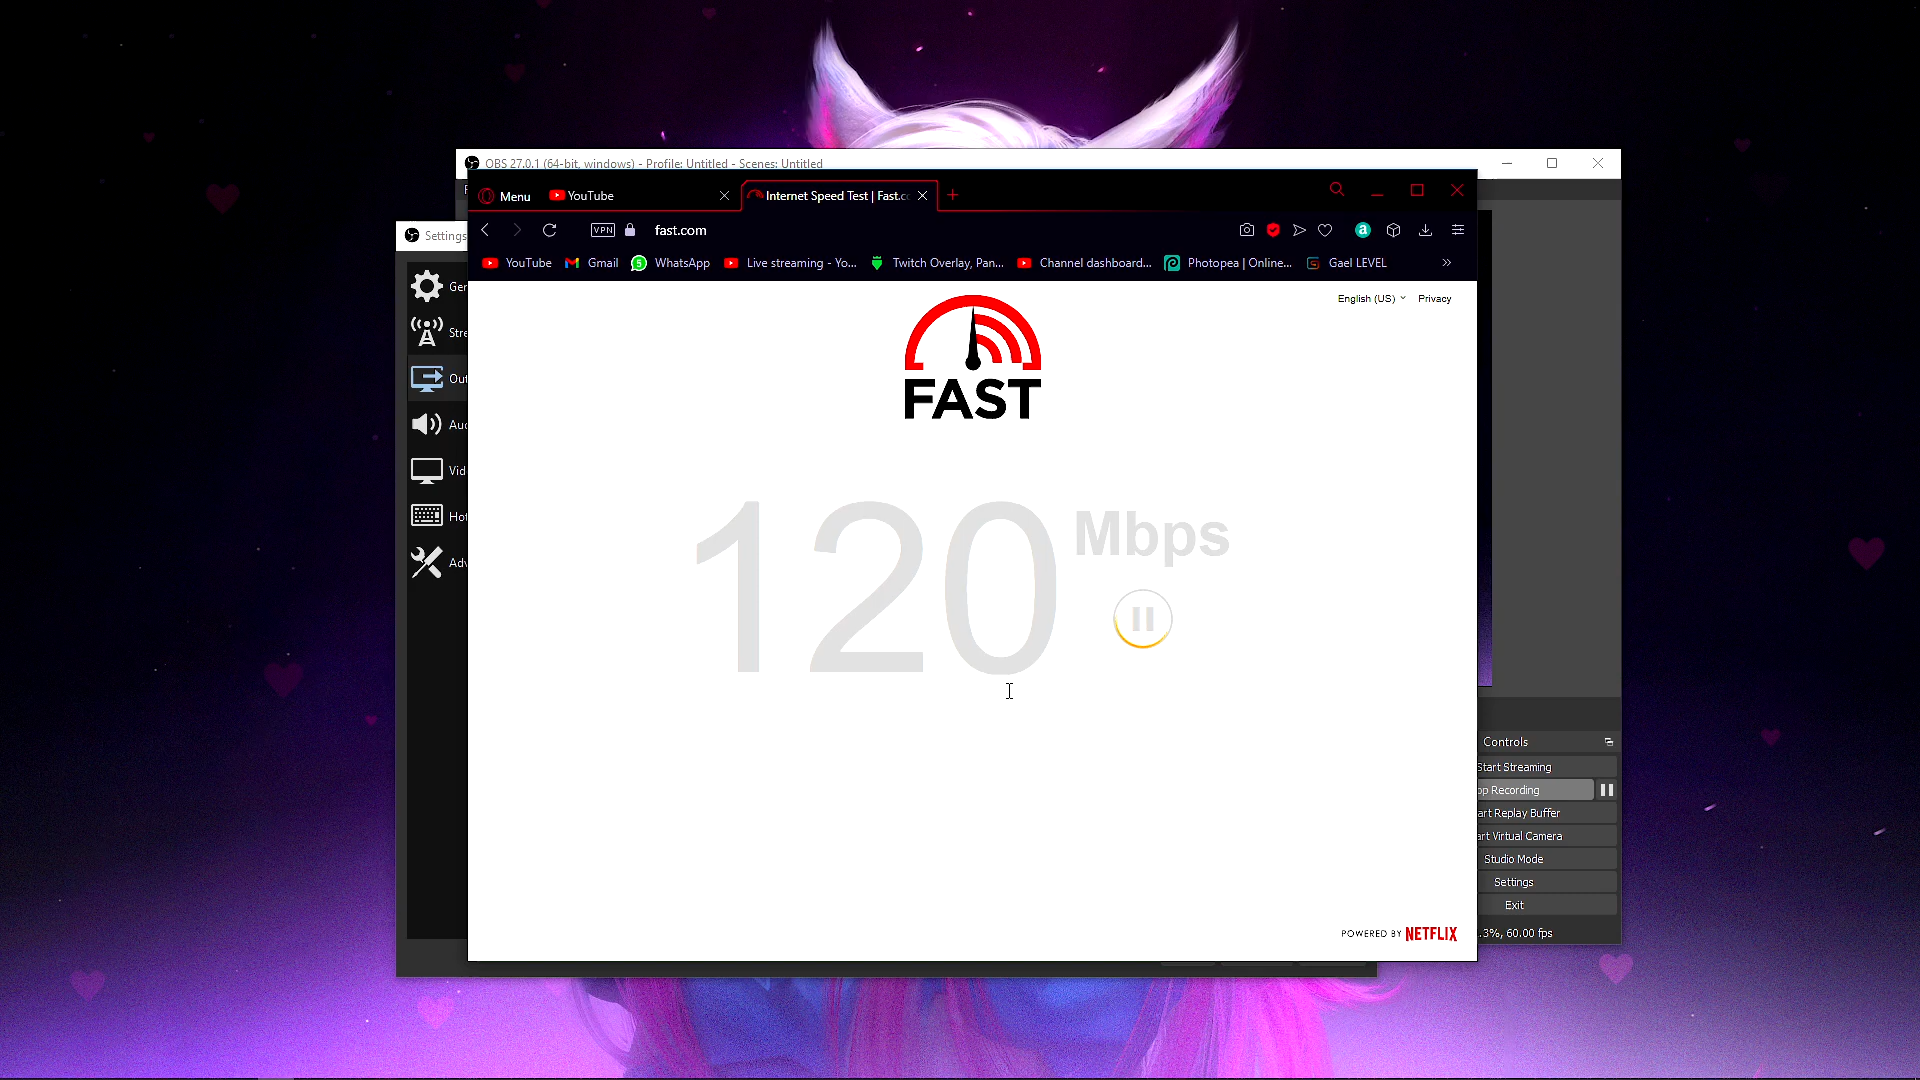 OBS 27.0.1 (64-bit, windows) - Profile: Untitled - Scenes: Untitled
Menu
YouTube
Internet Speed Test | Fast.c
VPN
fast.com
YouTube
Gmail
WhatsApp
Live streaming - Yo...
Twitch Overlay, Pan...
Channel dashboard...
Photopea | Online...
Gael LEVEL
Settings
Ger
Stre
Out
Auc
Vid
Hot
Adv
English (US)
Privacy
FAST
120 Mbps
POWERED BY NETFLIX
Controls
Start Streaming
op Recording
art Replay Buffer
art Virtual Camera
Studio Mode
Settings
Exit
.3%, 60.00 fps